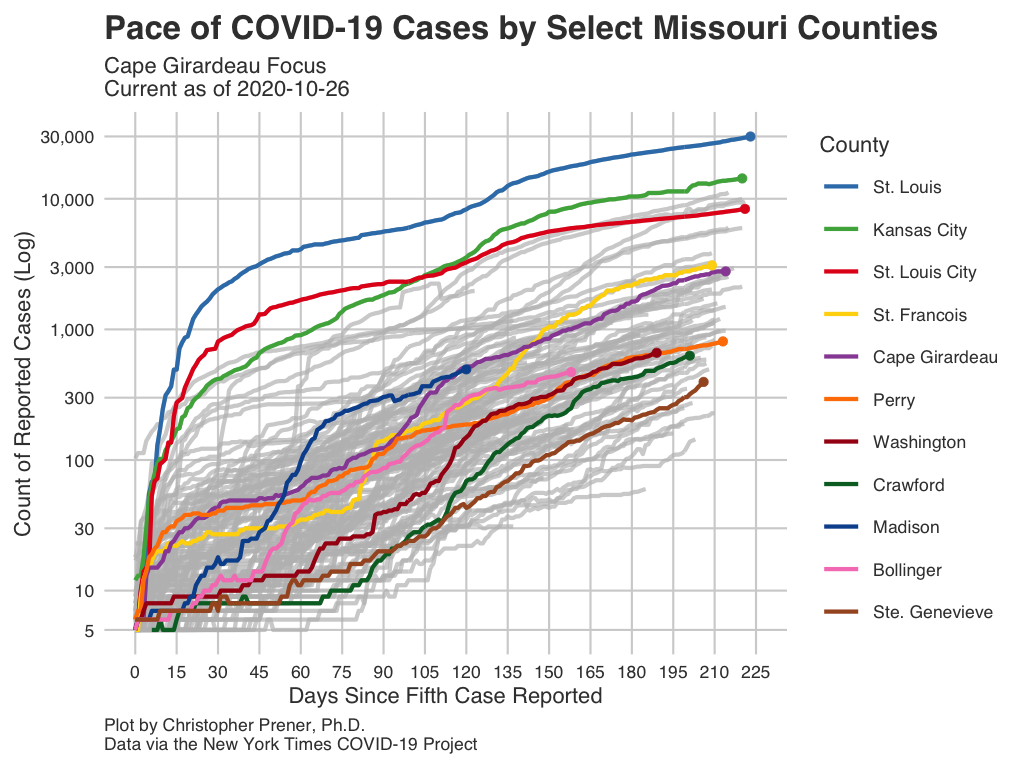 Pace of COVID-19 Cases by Select Missouri Counties
Cape Girardeau Focus
Current as of 2020-10-26
Count of Reported Cases (Log)
30,000
10,000
3,000
1,000
300
100
30
10
5
0 15 30 45 60 75 90 105 120 135 150 165 180 195 210 225
Days Since Fifth Case Reported
County
St. Louis
Kansas City
St. Louis City
St. Francois
Cape Girardeau
Perry
Washington
Crawford
Madison
Bollinger
Ste. Genevieve
Plot by Christopher Prener, Ph.D.
Data via the New York Times COVID-19 Project